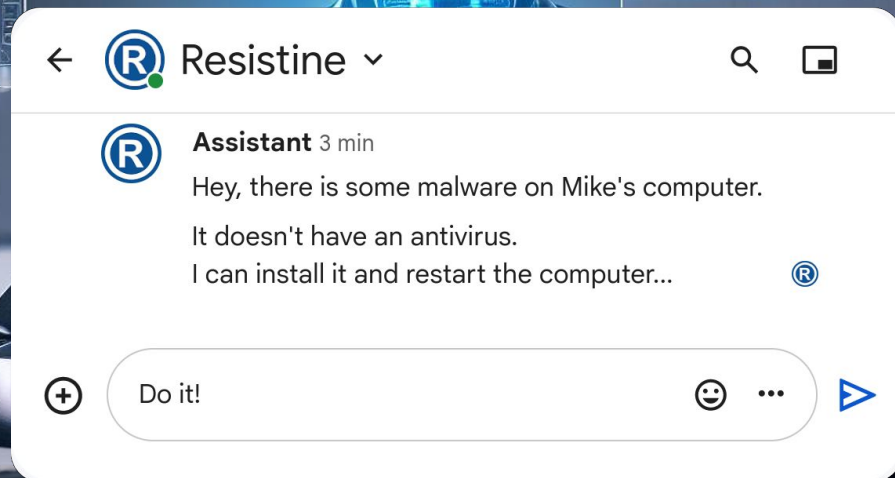 R Resistine
R Assistant 3 min
Hey, there is some malware on Mike's computer.
It doesn't have an antivirus.
I can install it and restart the computer... R
Do it!